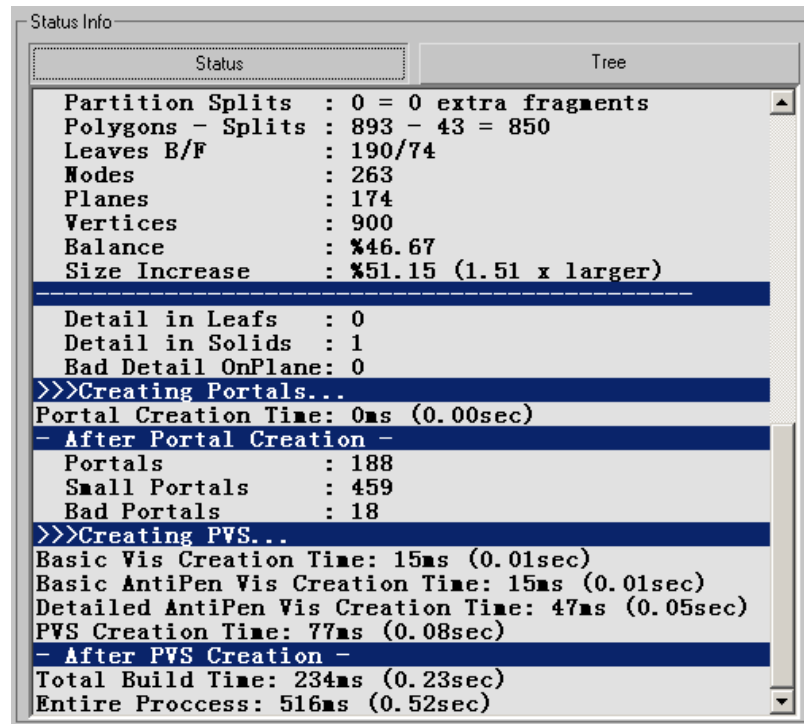 Status Info
Status
Tree
Partition Splits : 0 = 0 extra fragments
Polygons - Splits : 893 - 43 = 850
Leaves B/F : 190/74
Nodes : 263
Planes : 174
Vertices : 900
Balance : %46.67
Size Increase : %51.15 (1.51 x larger)
----------------------------------------------
Detail in Leafs : 0
Detail in Solids : 1
Bad Detail OnPlane: 0
>>>Creating Portals...
Portal Creation Time: 0ms (0.00sec)
- After Portal Creation -
Portals : 188
Small Portals : 459
Bad Portals : 18
>>>Creating PVS...
Basic Vis Creation Time: 15ms (0.01sec)
Basic AntiPen Vis Creation Time: 15ms (0.01sec)
Detailed AntiPen Vis Creation Time: 47ms (0.05sec)
PVS Creation Time: 77ms (0.08sec)
- After PVS Creation -
Total Build Time: 234ms (0.23sec)
Entire Proccess: 516ms (0.52sec)